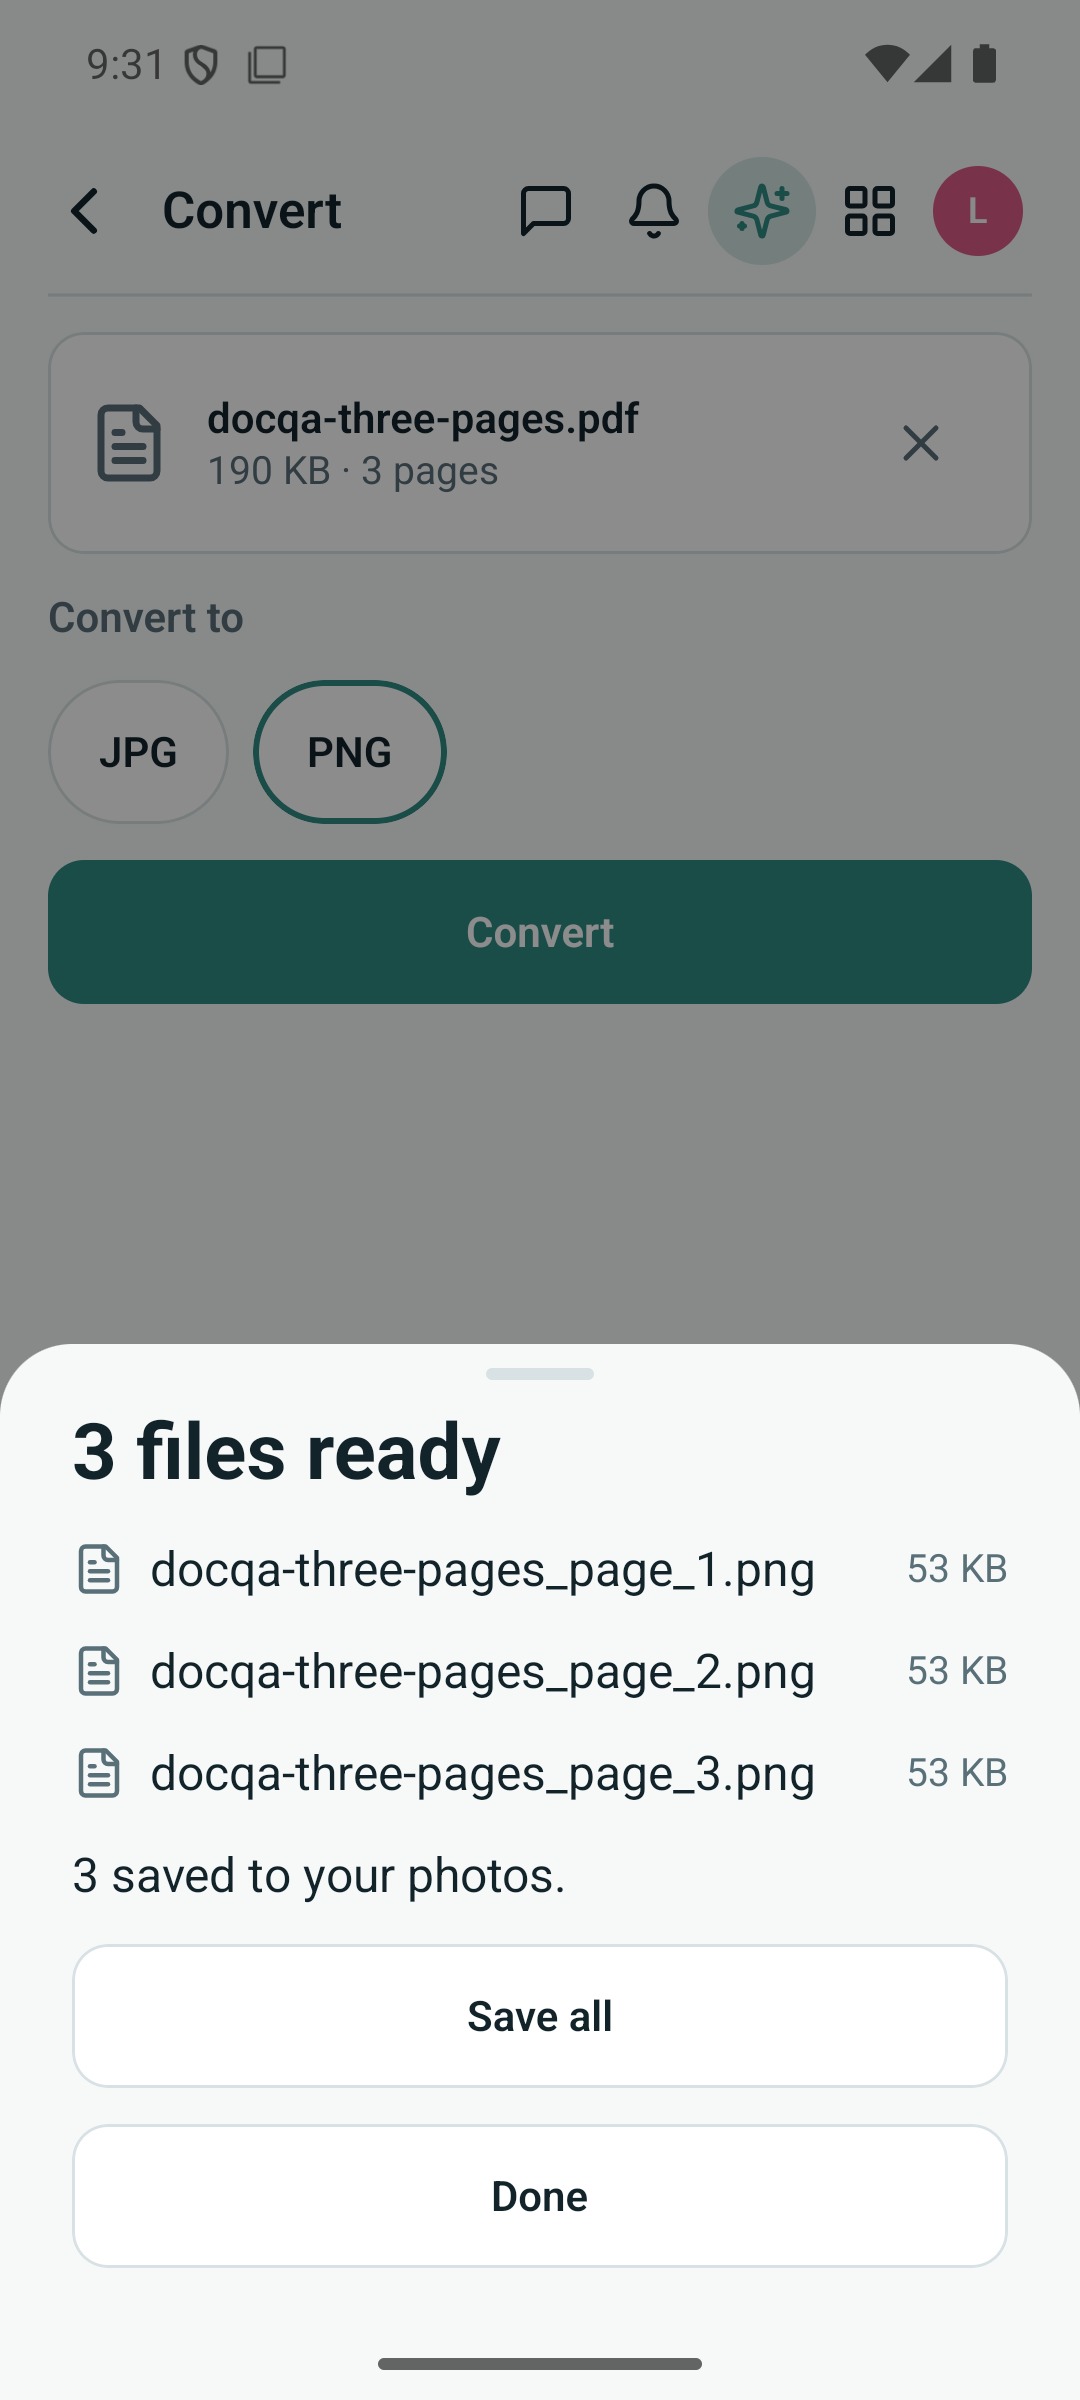 9:31
Convert
L
docqa-three-pages.pdf
190 KB · 3 pages
Convert to
JPG
PNG
Convert
3 files ready
docqa-three-pages_page_1.png 53 KB
docqa-three-pages_page_2.png 53 KB
docqa-three-pages_page_3.png 53 KB
3 saved to your photos.
Save all
Done